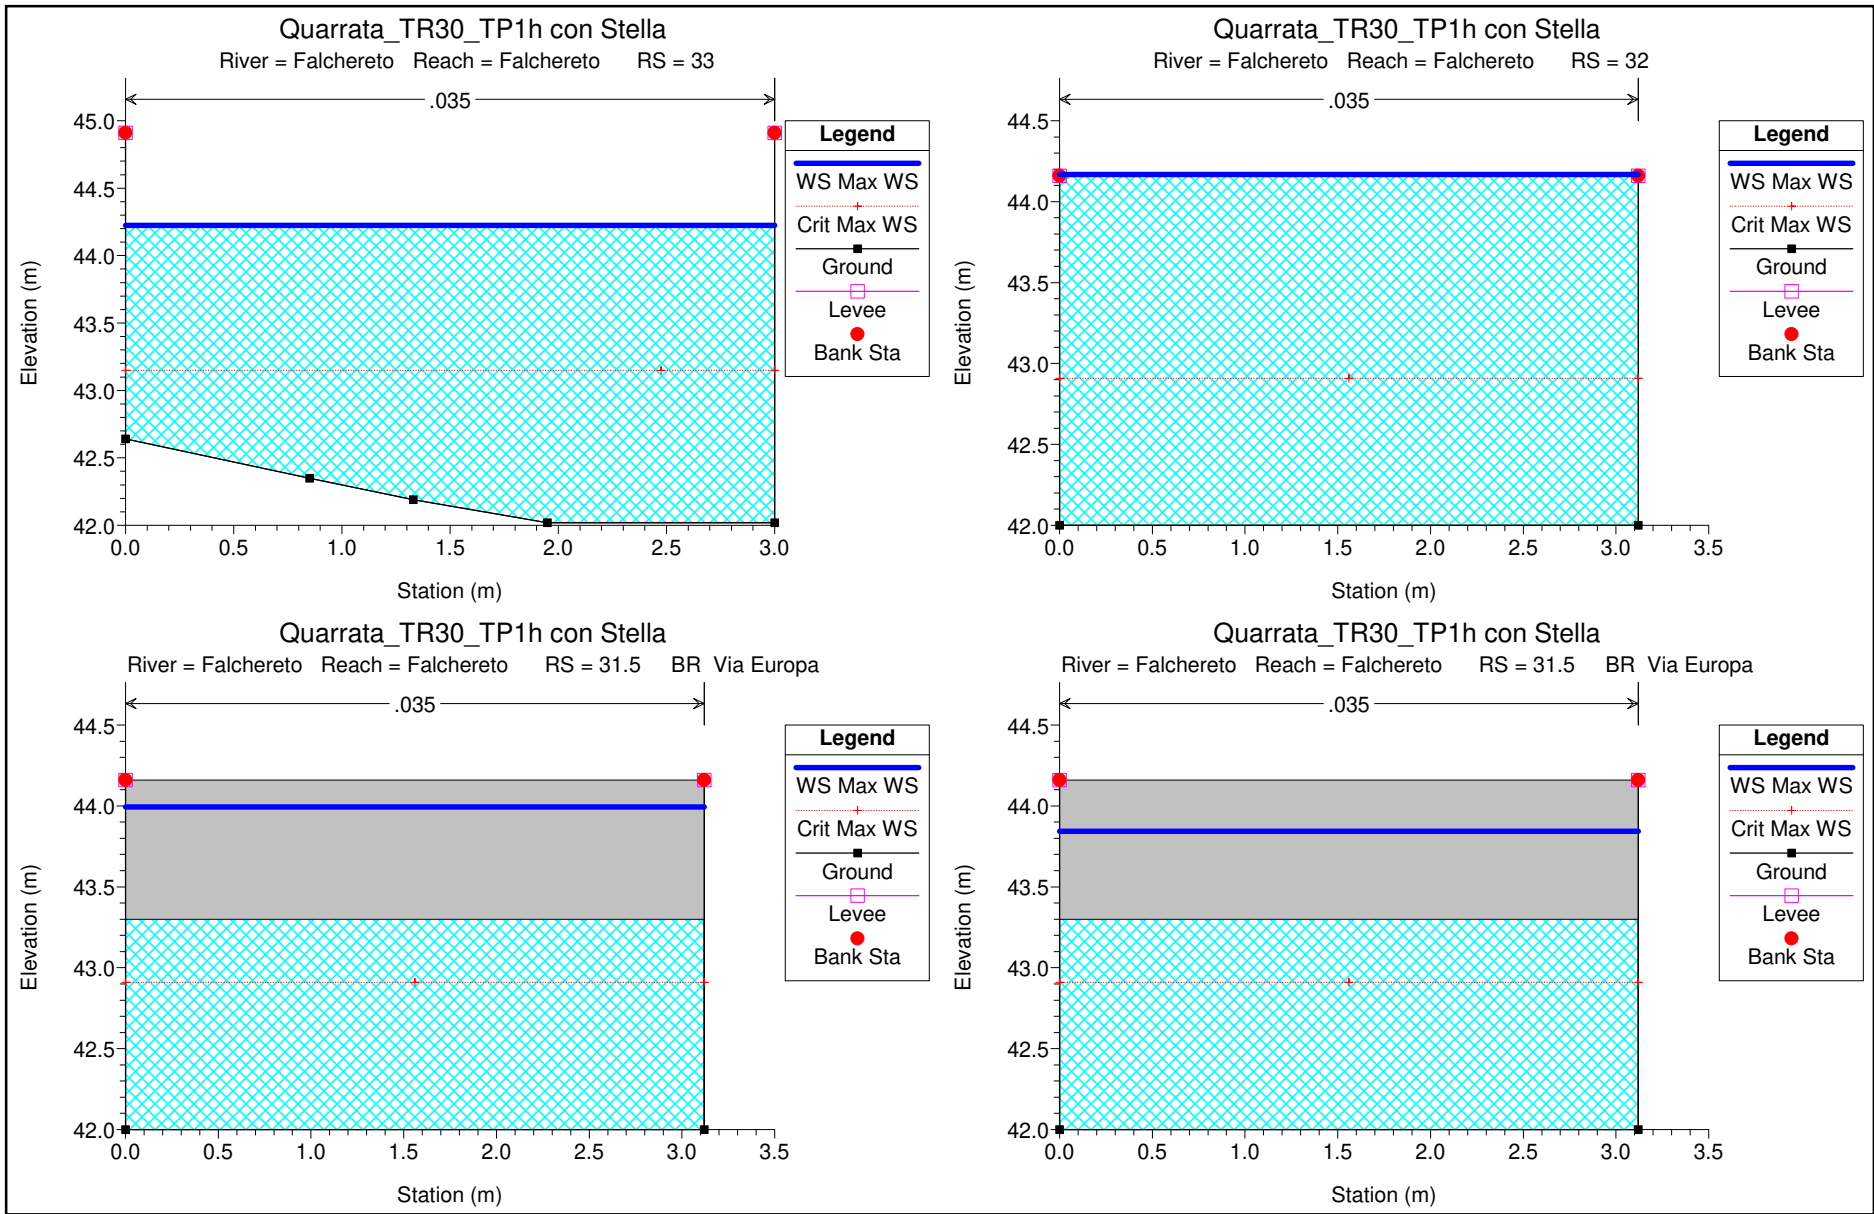 Quarrata_TR30_TP1h con Stella
River = Falchereto Reach = Falchereto RS = 33
.035
45.0
44.5
44.0
43.5
43.0
42.5
42.0
Elevation (m)
0.0 0.5 1.0 1.5 2.0 2.5 3.0
Station (m)
Legend
WS Max WS
Crit Max WS
Ground
Levee
Bank Sta
Quarrata_TR30_TP1h con Stella
River = Falchereto Reach = Falchereto RS = 32
.035
44.5
44.0
43.5
43.0
42.5
42.0
Elevation (m)
0.0 0.5 1.0 1.5 2.0 2.5 3.0 3.5
Station (m)
Legend
WS Max WS
Crit Max WS
Ground
Levee
Bank Sta
Quarrata_TR30_TP1h con Stella
River = Falchereto Reach = Falchereto RS = 31.5 BR Via Europa
.035
44.5
44.0
43.5
43.0
42.5
42.0
Elevation (m)
0.0 0.5 1.0 1.5 2.0 2.5 3.0 3.5
Station (m)
Legend
WS Max WS
Crit Max WS
Ground
Levee
Bank Sta
Quarrata_TR30_TP1h con Stella
River = Falchereto Reach = Falchereto RS = 31.5 BR Via Europa
.035
44.5
44.0
43.5
43.0
42.5
42.0
Elevation (m)
0.0 0.5 1.0 1.5 2.0 2.5 3.0 3.5
Station (m)
Legend
WS Max WS
Crit Max WS
Ground
Levee
Bank Sta